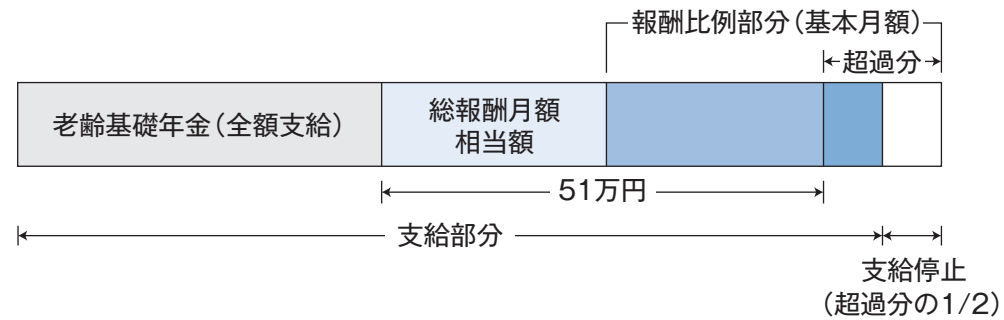 報酬比例部分（基本月額）
超過分
老齢基礎年金（全額支給）
総報酬月額
相当額
51万円
支給部分
支給停止
（超過分の1/2）